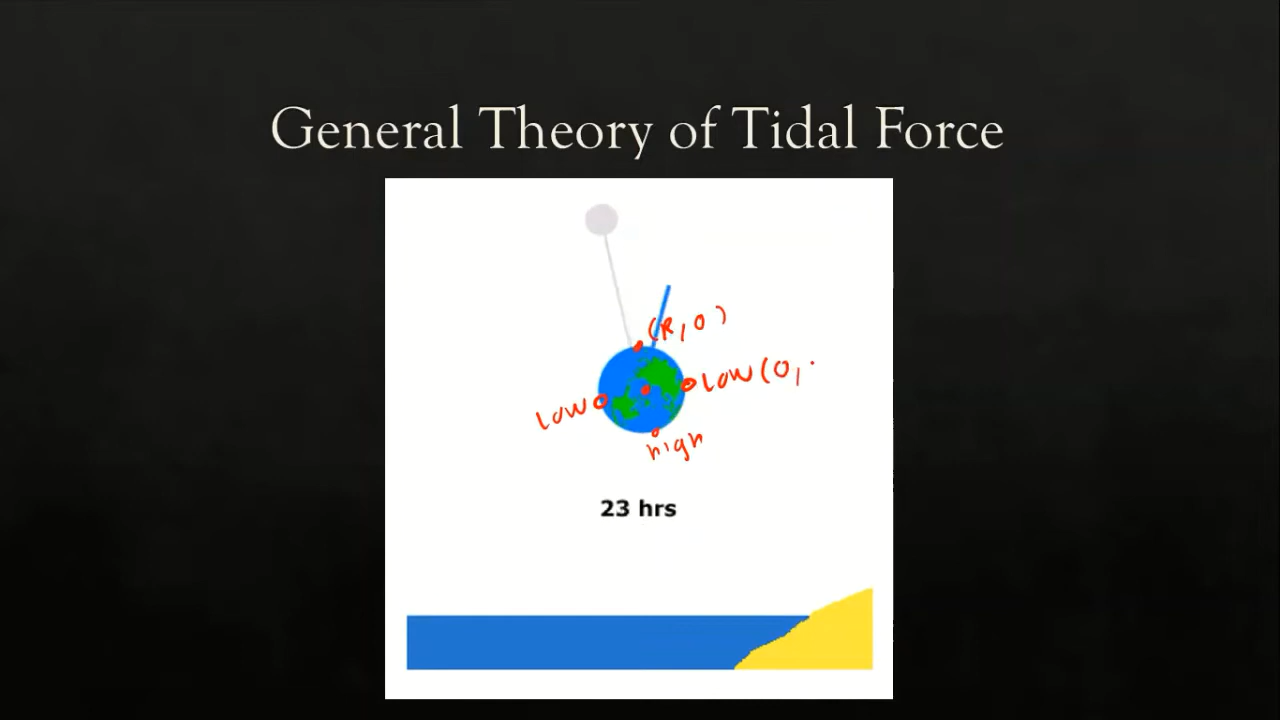 General Theory of Tidal Force
(R, 0)
Low (0, 
Low
high
23 hrs